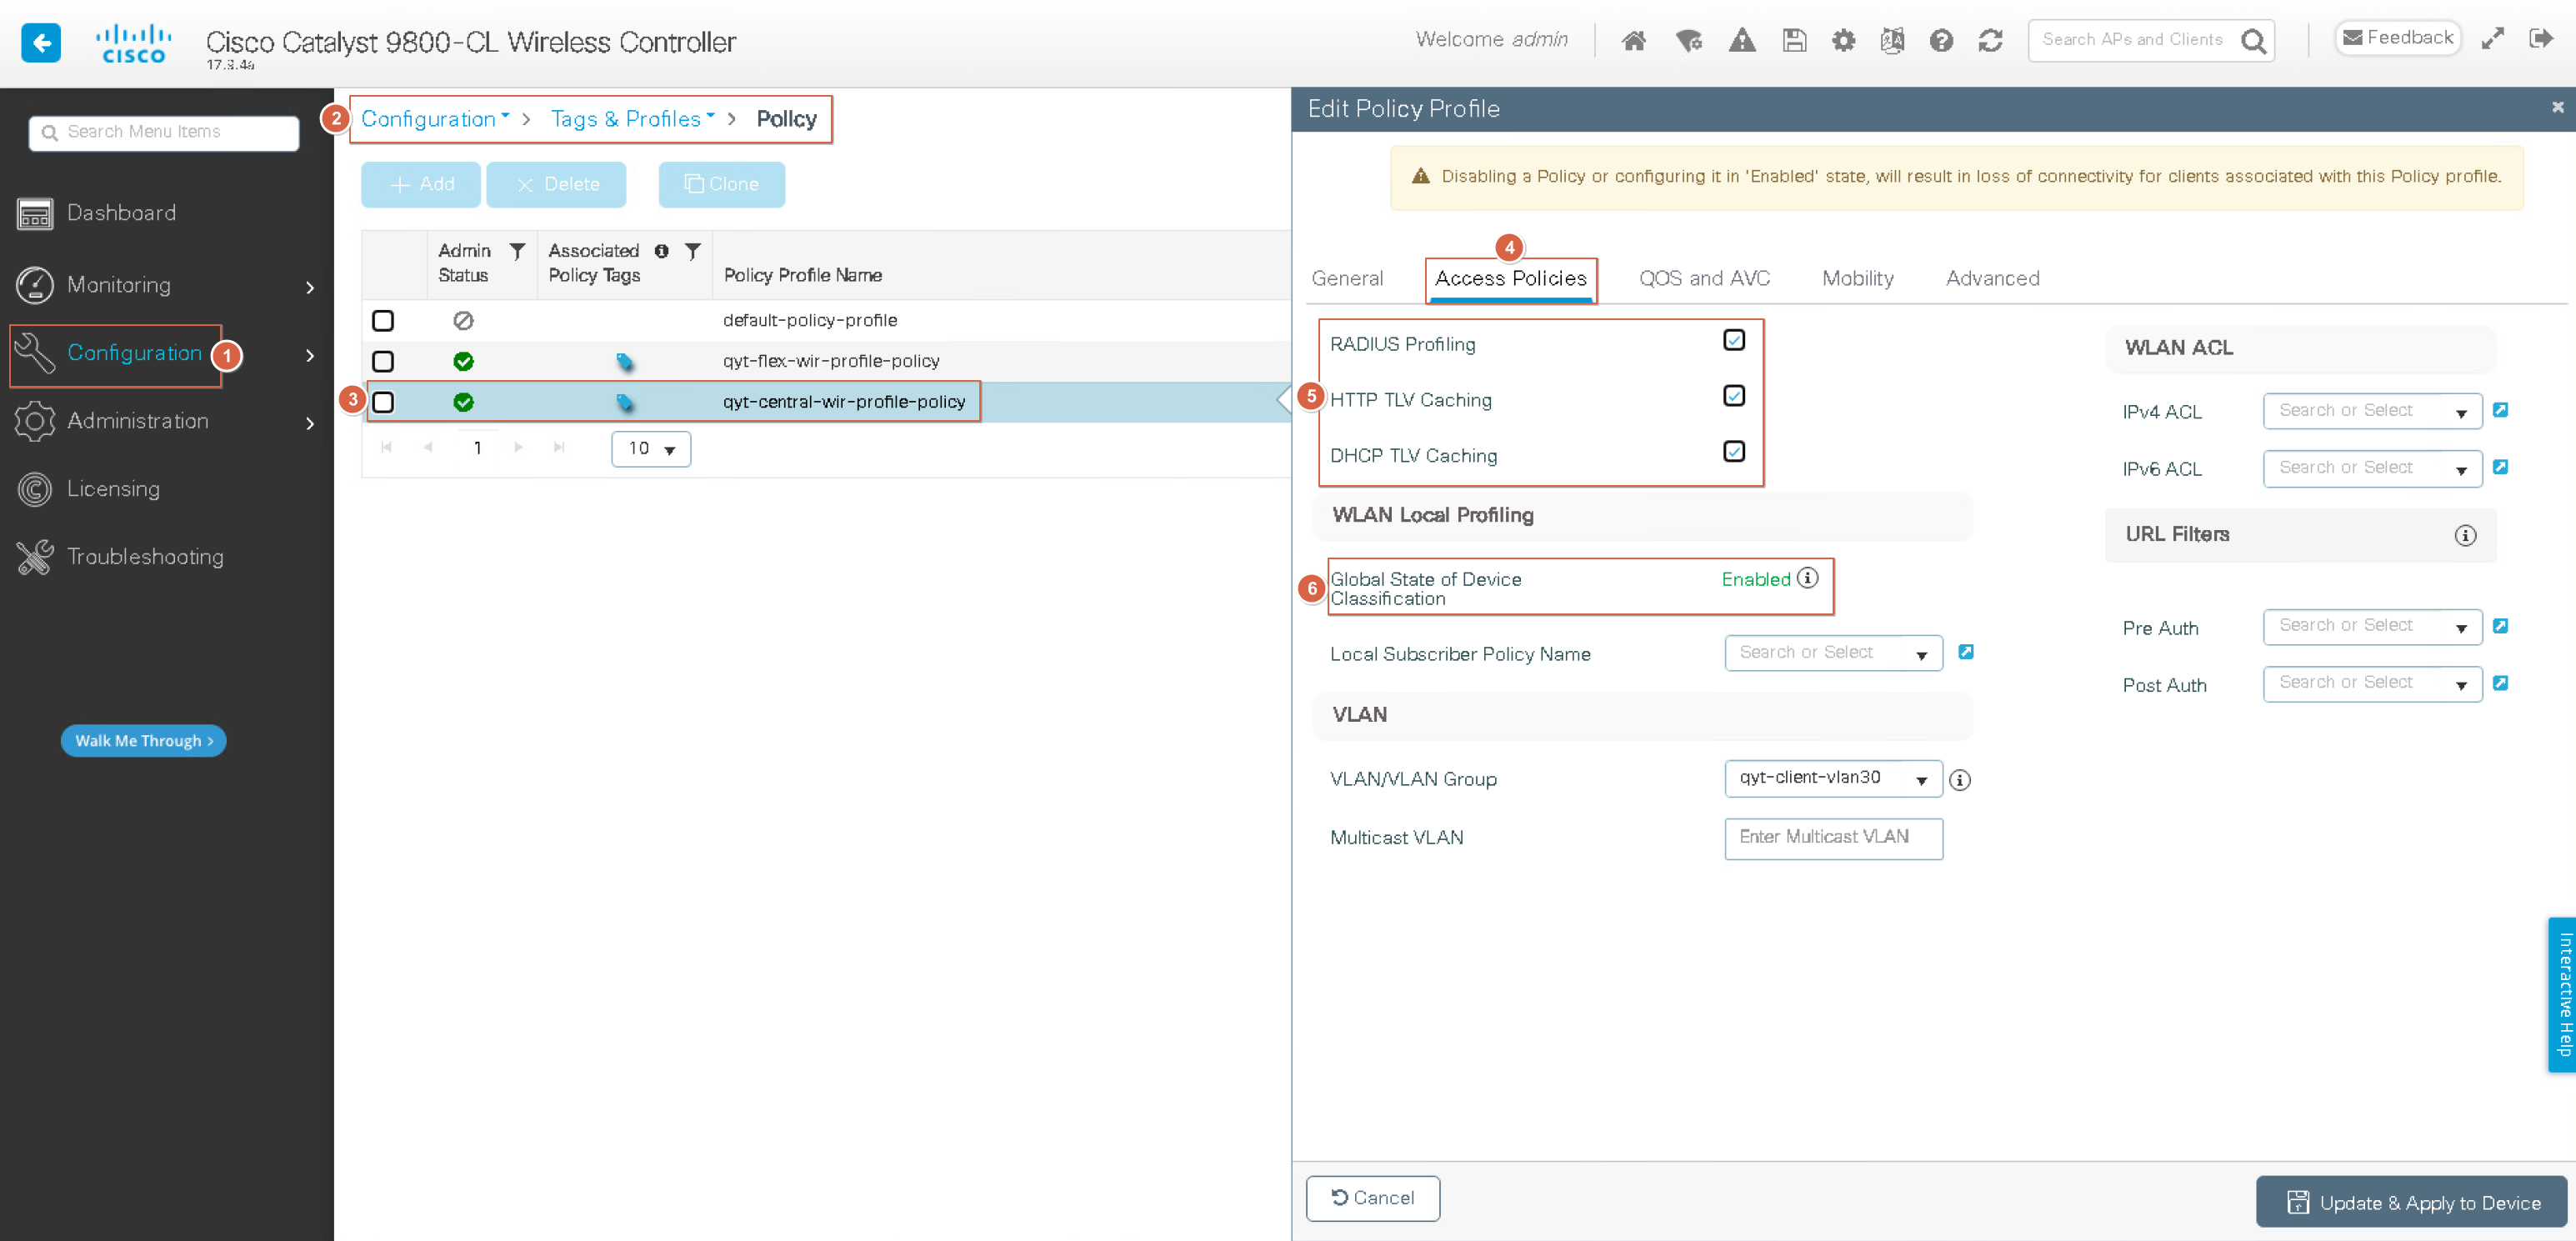 CISCO
Cisco Catalyst 9800-CL Wireless Controller
17.9.4a
Welcome admin
Search APs and Clients
Feedback
Search Menu Items
Dashboard
Monitoring
Configuration
1
Administration
Licensing
Troubleshooting
Walk Me Through >
2
Configuration > Tags & Profiles > Policy
+ Add
× Delete
Clone
Admin Status
Associated Policy Tags
Policy Profile Name
default-policy-profile
qyt-flex-wir-profile-policy
3
qyt-central-wir-profile-policy
1
10
Edit Policy Profile
×
Disabling a Policy or configuring it in 'Enabled' state, will result in loss of connectivity for clients associated with this Policy profile.
4
General
Access Policies
QOS and AVC
Mobility
Advanced
RADIUS Profiling
5
HTTP TLV Caching
DHCP TLV Caching
WLAN Local Profiling
6
Global State of Device
Classification
Enabled
Local Subscriber Policy Name
Search or Select
VLAN
VLAN/VLAN Group
qyt-client-vlan30
Multicast VLAN
Enter Multicast VLAN
WLAN ACL
IPv4 ACL
Search or Select
IPv6 ACL
Search or Select
URL Filters
Pre Auth
Search or Select
Post Auth
Search or Select
Interactive Help
Cancel
Update & Apply to Device